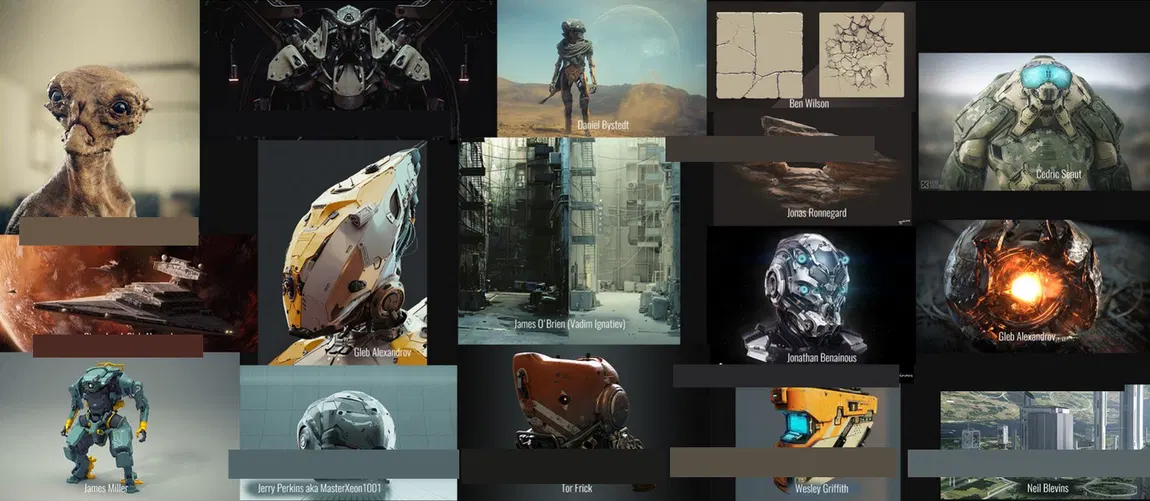 Daniel Bystedt
Ben Wilson
Cedric Seaut
Jonas Ronnegard
James O'Brien (Vadim Ignatiev)
Gleb Alexandrov
Gleb Alexandrov
Jonathan Benainous
James Miller
Jerry Perkins aka MasterXeon1001
Tor Frick
Wesley Griffith
Neil Blevins